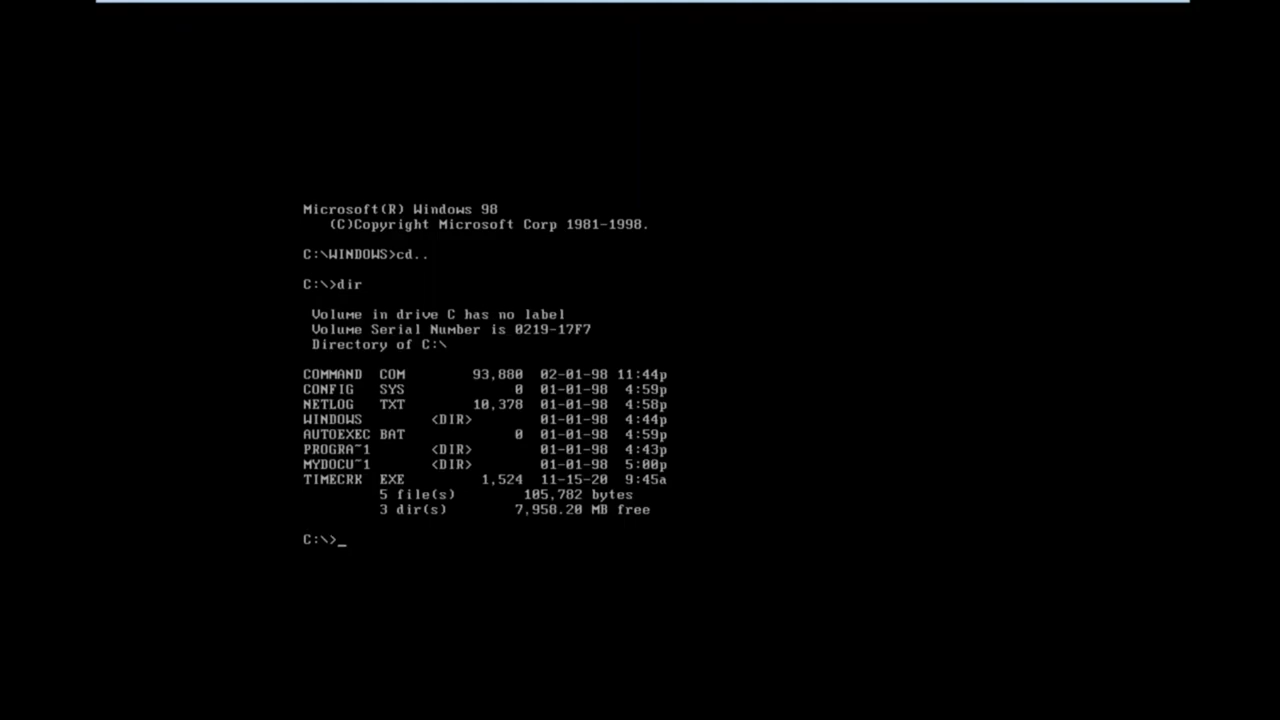 Microsoft(R) Windows 98
(C)Copyright Microsoft Corp 1981-1998.
C:\WINDOWS>cd..
C:\>dir
Volume in drive C has no label
Volume Serial Number is 0219-17F7
Directory of C:\
COMMAND COM 93,880 02-01-98 11:44p
CONFIG SYS 0 01-01-98 4:59p
NETLOG TXT 10,378 01-01-98 4:58p
WINDOWS <DIR> 01-01-98 4:44p
AUTOEXEC BAT 0 01-01-98 4:59p
PROGRA~1 <DIR> 01-01-98 4:43p
MYDOCU~1 <DIR> 01-01-98 5:00p
TIMECRK EXE 1,524 11-15-20 9:45a
5 file(s) 105,782 bytes
3 dir(s) 7,958.20 MB free
C:\>_